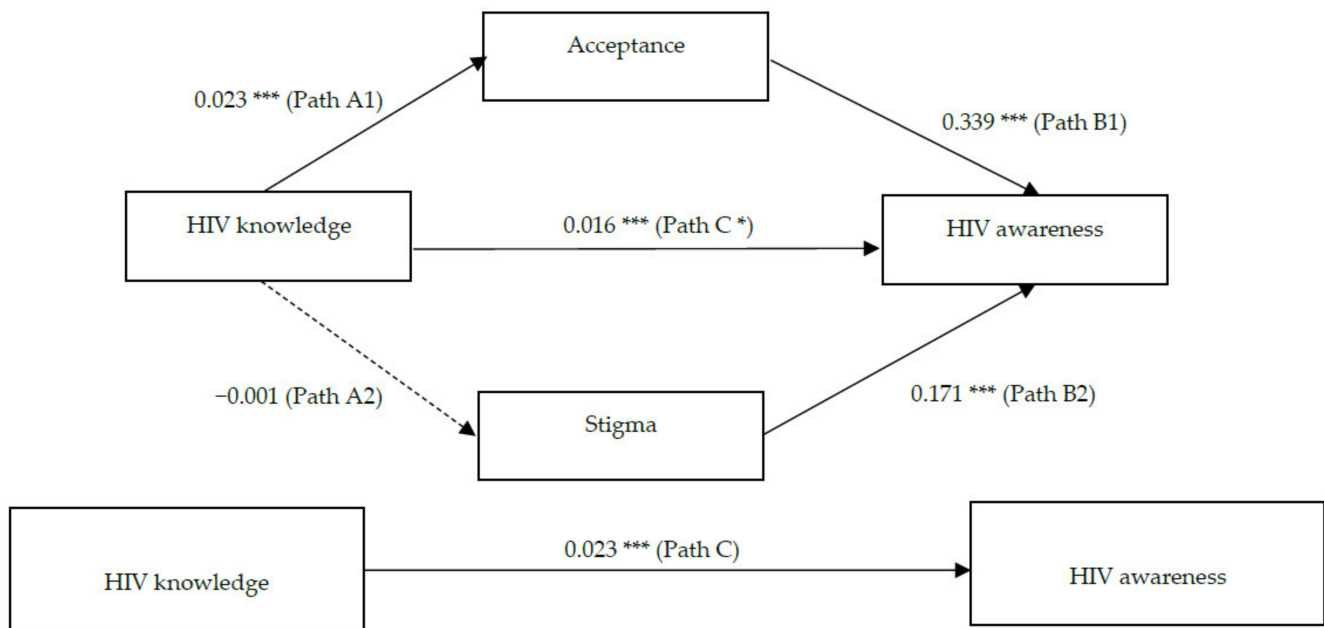 Acceptance
0.023 *** (Path A1)
0.339 *** (Path B1)
HIV knowledge
0.016 *** (Path C *)
HIV awareness
−0.001 (Path A2)
Stigma
0.171 *** (Path B2)
0.023 *** (Path C)
HIV knowledge
HIV awareness